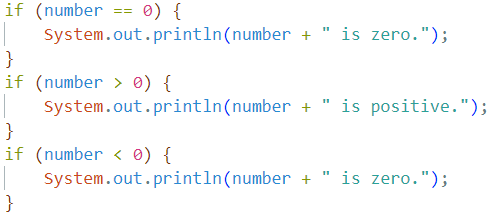 if (number == 0) {
    System.out.println(number + " is zero.");
}
if (number > 0) {
    System.out.println(number + " is positive.");
}
if (number < 0) {
    System.out.println(number + " is zero.");
}